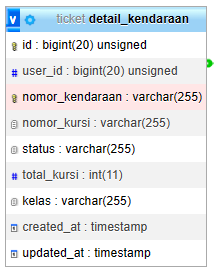 v ticket detail_kendaraan
id : bigint(20) unsigned
# user_id : bigint(20) unsigned
nomor_kendaraan : varchar(255)
nomor_kursi : varchar(255)
status : varchar(255)
# total_kursi : int(11)
kelas : varchar(255)
created_at : timestamp
updated_at : timestamp